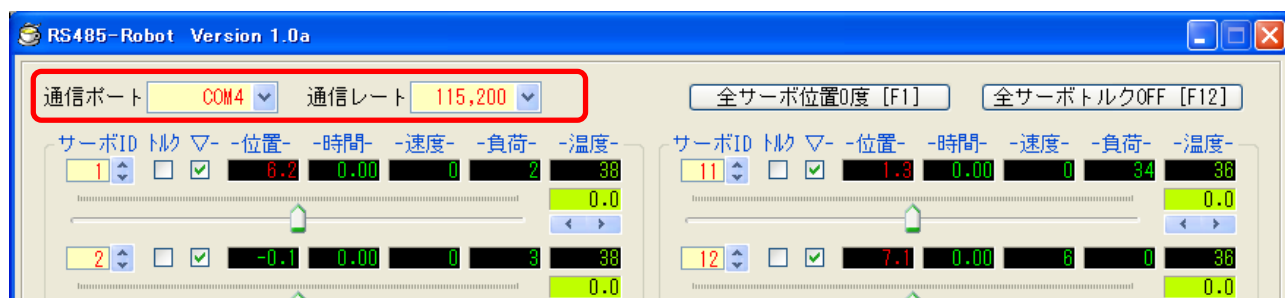 RS485-Robot Version 1.0a
通信ポート COM4 通信レート 115,200 全サーボ位置0度 [F1] 全サーボトルクOFF [F12]
サーボID ﾄﾙｸ ▽- -位置- -時間- -速度- -負荷- -温度- サーボID ﾄﾙｸ ▽- -位置- -時間- -速度- -負荷- -温度-
1 6.2 0.00 0 2 38 11 1.3 0.00 0 34 36
0.0 0.0
2 -0.1 0.00 0 3 38 12 7.1 0.00 6 0 36
0.0 0.0